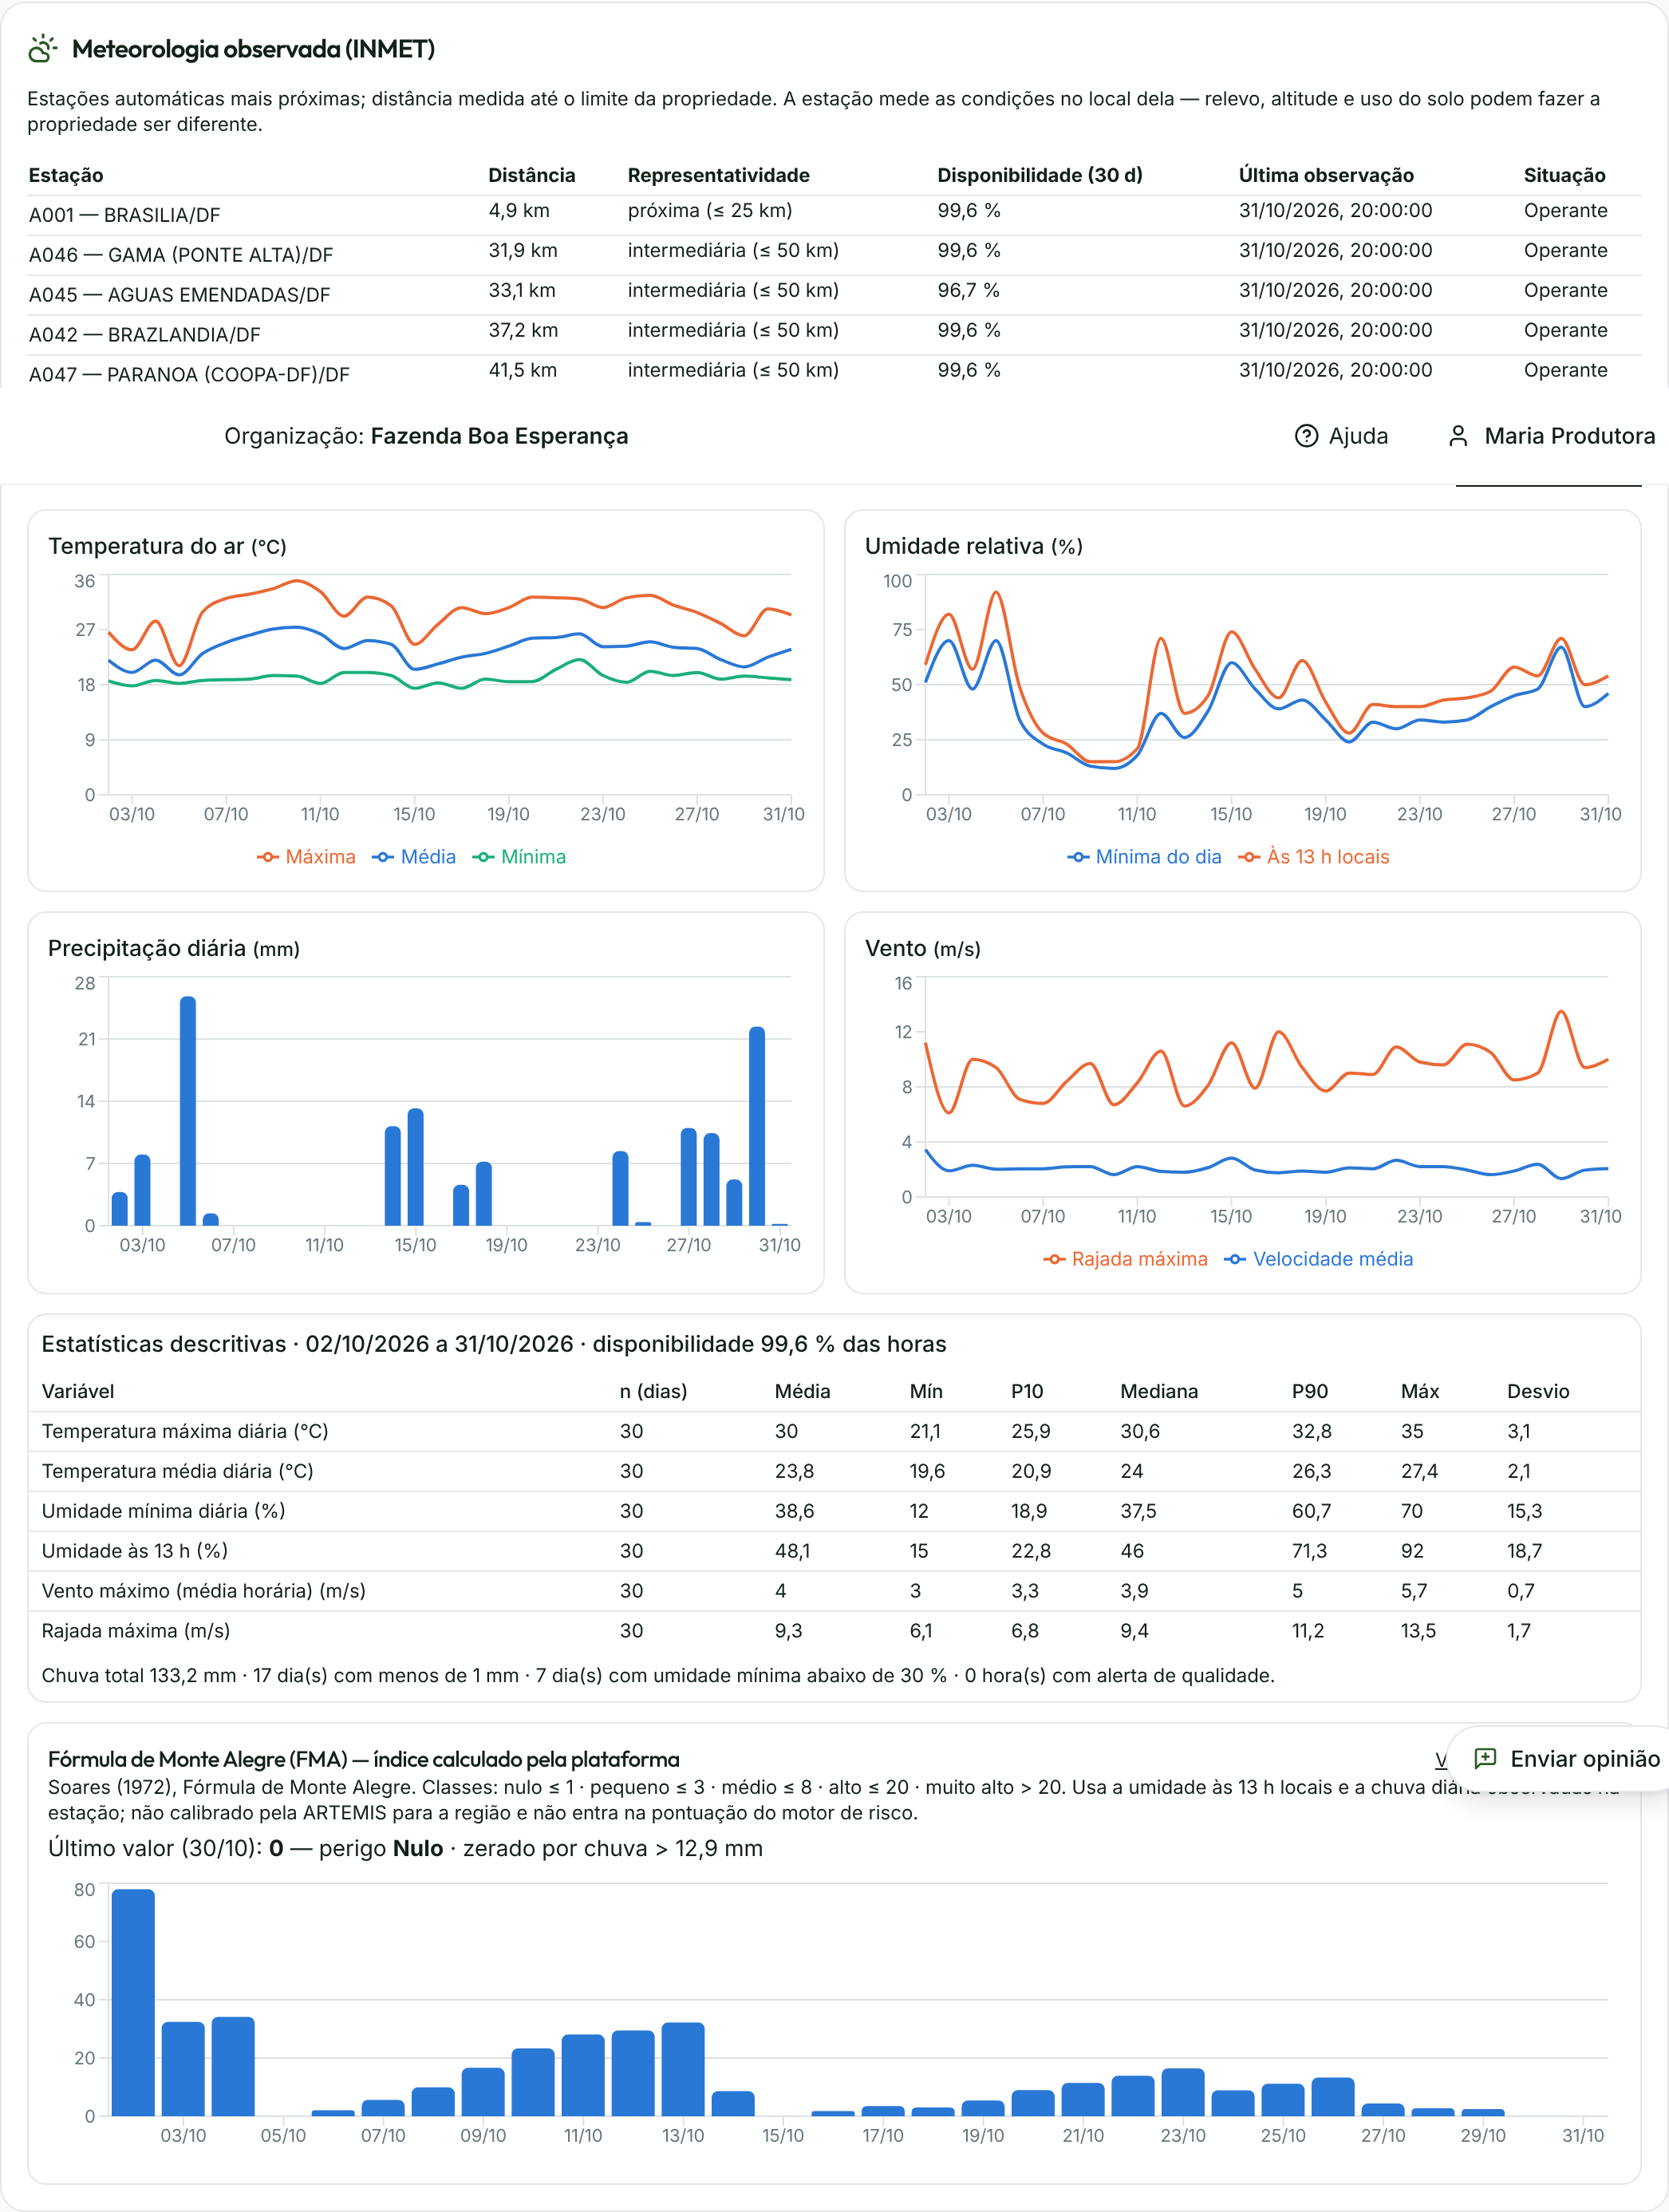 Meteorologia observada (INMET)
Estações automáticas mais próximas; distância medida até o limite da propriedade. A estação mede as condições no local dela — relevo, altitude e uso do solo podem fazer a
propriedade ser diferente.
Estação Distância Representatividade Disponibilidade (30 d) Última observação Situação
A001 — BRASILIA/DF 4,9 km próxima (≤ 25 km) 99,6 % 31/10/2026, 20:00:00 Operante
A046 — GAMA (PONTE ALTA)/DF 31,9 km intermediária (≤ 50 km) 99,6 % 31/10/2026, 20:00:00 Operante
A045 — AGUAS EMENDADAS/DF 33,1 km intermediária (≤ 50 km) 96,7 % 31/10/2026, 20:00:00 Operante
A042 — BRAZLANDIA/DF 37,2 km intermediária (≤ 50 km) 99,6 % 31/10/2026, 20:00:00 Operante
A047 — PARANOA (COOPA-DF)/DF 41,5 km intermediária (≤ 50 km) 99,6 % 31/10/2026, 20:00:00 Operante
Organização: Fazenda Boa Esperança Ajuda Maria Produtora
Temperatura do ar (°C)
36
27
18
9
0
03/10 07/10 11/10 15/10 19/10 23/10 27/10 31/10
Máxima Média Mínima
Umidade relativa (%)
100
75
50
25
0
03/10 07/10 11/10 15/10 19/10 23/10 27/10 31/10
Mínima do dia Às 13 h locais
Precipitação diária (mm)
28
21
14
7
0
03/10 07/10 11/10 15/10 19/10 23/10 27/10 31/10
Vento (m/s)
16
12
8
4
0
03/10 07/10 11/10 15/10 19/10 23/10 27/10 31/10
Rajada máxima Velocidade média
Estatísticas descritivas · 02/10/2026 a 31/10/2026 · disponibilidade 99,6 % das horas
Variável n (dias) Média Mín P10 Mediana P90 Máx Desvio
Temperatura máxima diária (°C) 30 30 21,1 25,9 30,6 32,8 35 3,1
Temperatura média diária (°C) 30 23,8 19,6 20,9 24 26,3 27,4 2,1
Umidade mínima diária (%) 30 38,6 12 18,9 37,5 60,7 70 15,3
Umidade às 13 h (%) 30 48,1 15 22,8 46 71,3 92 18,7
Vento máximo (média horária) (m/s) 30 4 3 3,3 3,9 5 5,7 0,7
Rajada máxima (m/s) 30 9,3 6,1 6,8 9,4 11,2 13,5 1,7
Chuva total 133,2 mm · 17 dia(s) com menos de 1 mm · 7 dia(s) com umidade mínima abaixo de 30 % · 0 hora(s) com alerta de qualidade.
Fórmula de Monte Alegre (FMA) — índice calculado pela plataforma
Enviar opinião
Soares (1972), Fórmula de Monte Alegre. Classes: nulo ≤ 1 · pequeno ≤ 3 · médio ≤ 8 · alto ≤ 20 · muito alto > 20. Usa a umidade às 13 h locais e a chuva
estação; não calibrado pela ARTEMIS para a região e não entra na pontuação do motor de risco.
Último valor (30/10): 0 — perigo Nulo · zerado por chuva > 12,9 mm
80
60
40
20
0
03/10 05/10 07/10 09/10 11/10 13/10 15/10 17/10 19/10 21/10 23/10 25/10 27/10 29/10 31/10